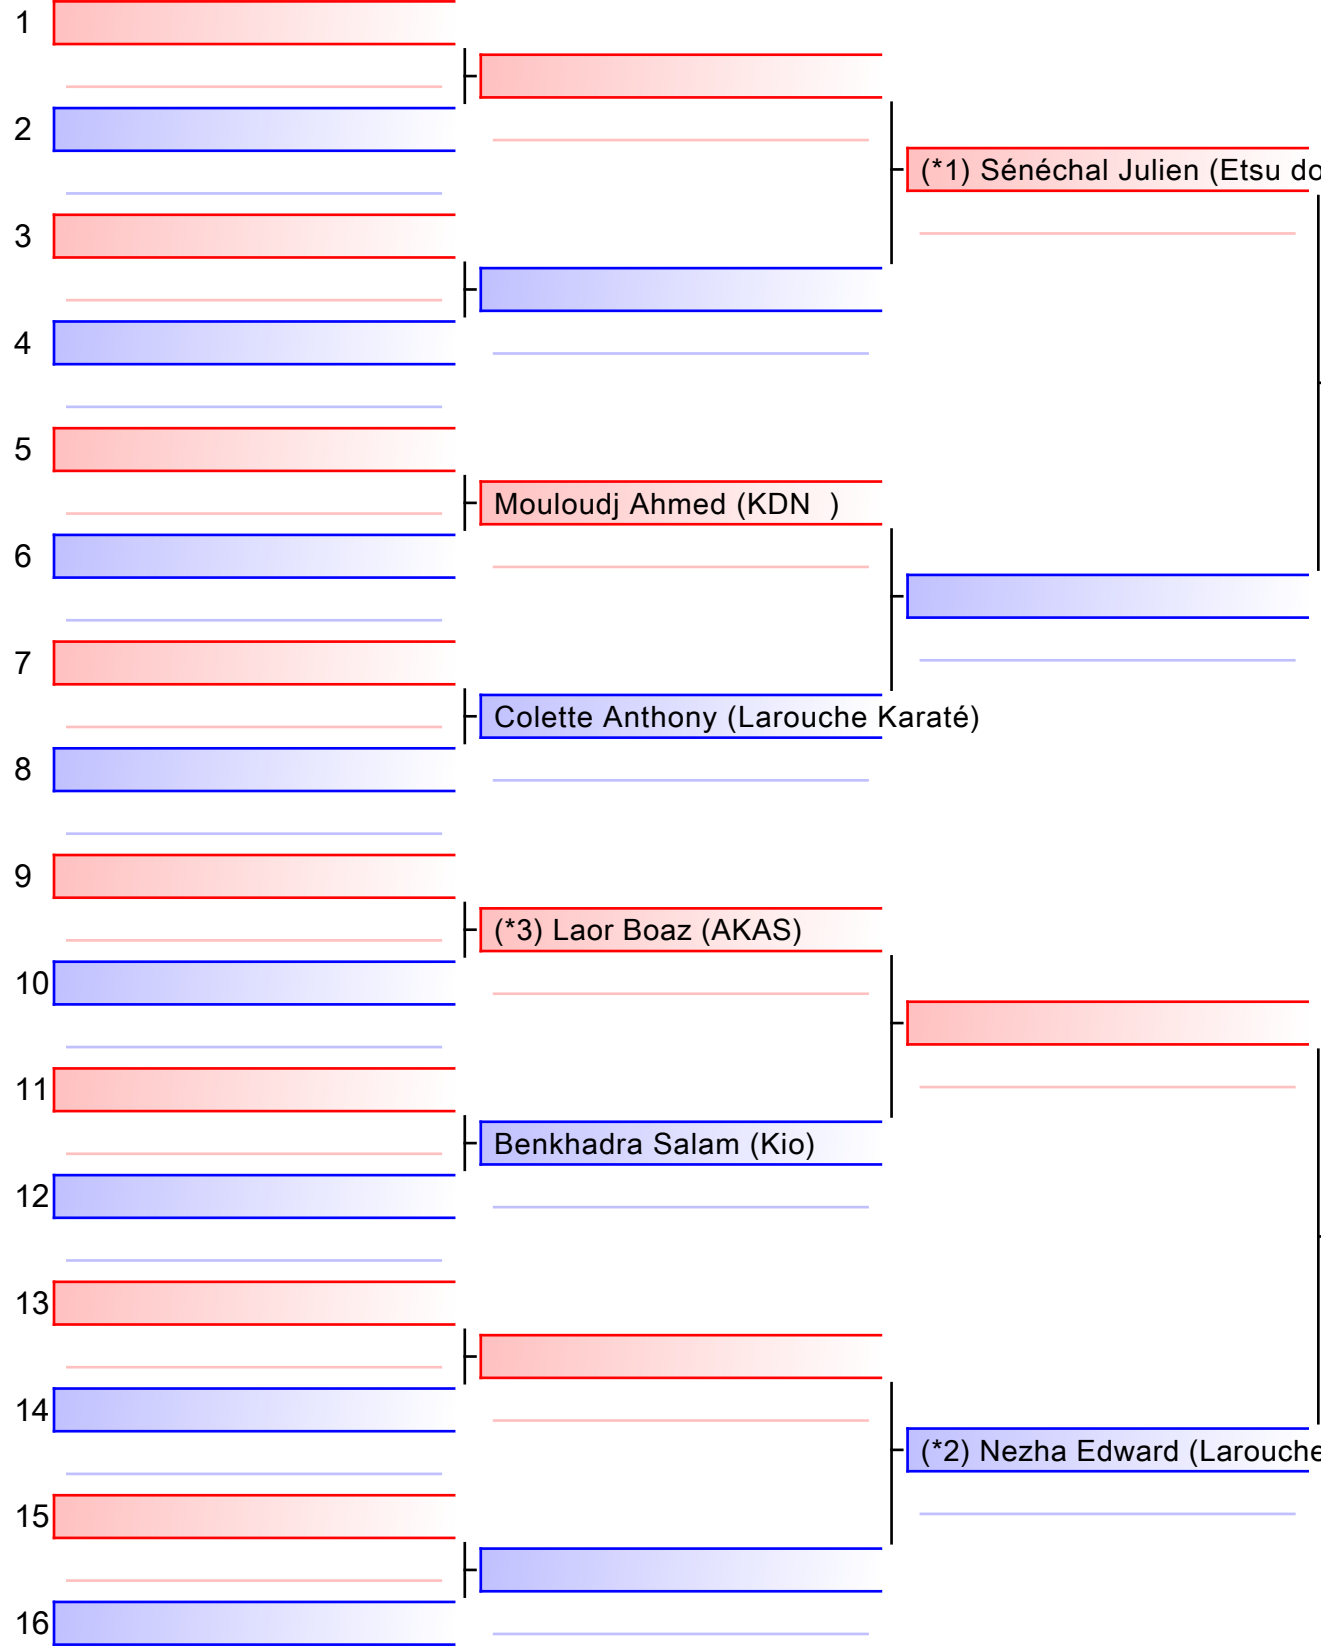 1
2
(*1) Sénéchal Julien (Etsu do
3
4
5
Mouloudj Ahmed (KDN  )
6
7
Colette Anthony (Larouche Karaté)
8
9
(*3) Laor Boaz (AKAS)
10
11
Benkhadra Salam (Kio)
12
13
14
(*2) Nezha Edward (Larouche
15
16